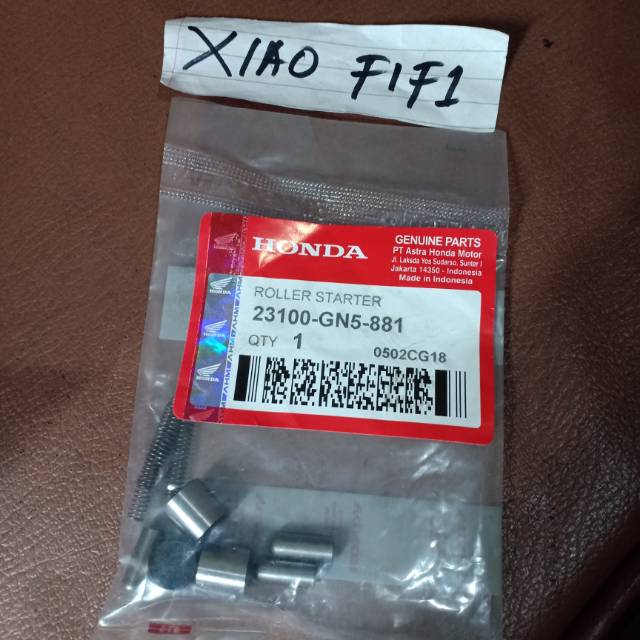 XIAO FIFI
HONDA
GENUINE PARTS
PT Astra Honda Motor
Jl. Laksda Yos Sudarso, Sunter I
Jakarta 14350 - Indonesia
Made in Indonesia
ROLLER STARTER
23100-GN5-881
QTY 1
0502CG18
HONDA